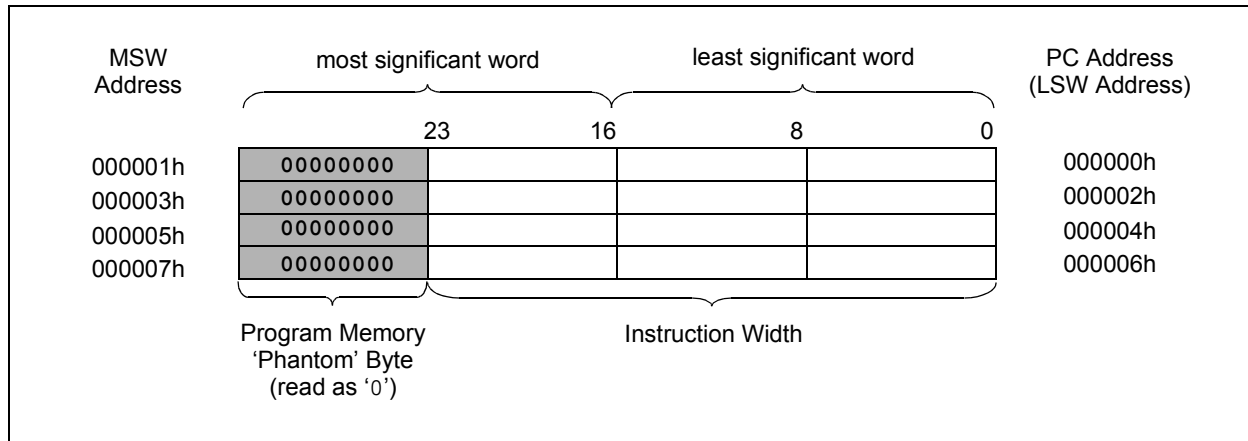 MSW
Address
most significant word
least significant word
PC Address
(LSW Address)
23 16 8 0
000001h 00000000 000000h
000003h 00000000 000002h
000005h 00000000 000004h
000007h 00000000 000006h
Program Memory
‘Phantom’ Byte
(read as ‘0’)
Instruction Width